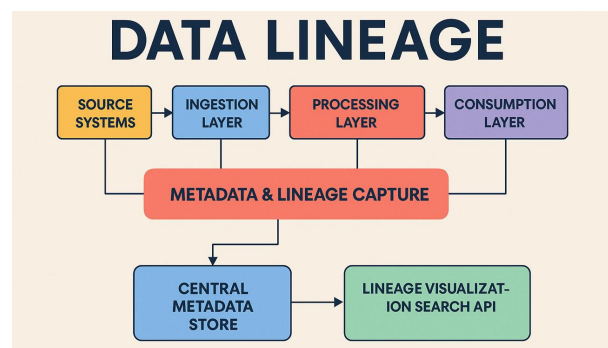 DATA LINEAGE
SOURCE
SYSTEMS
INGESTION
LAYER
PROCESSING
LAYER
CONSUMPTION
LAYER
METADATA & LINEAGE CAPTURE
CENTRAL
METADATA
STORE
LINEAGE VISUALIZAT-
ION SEARCH API